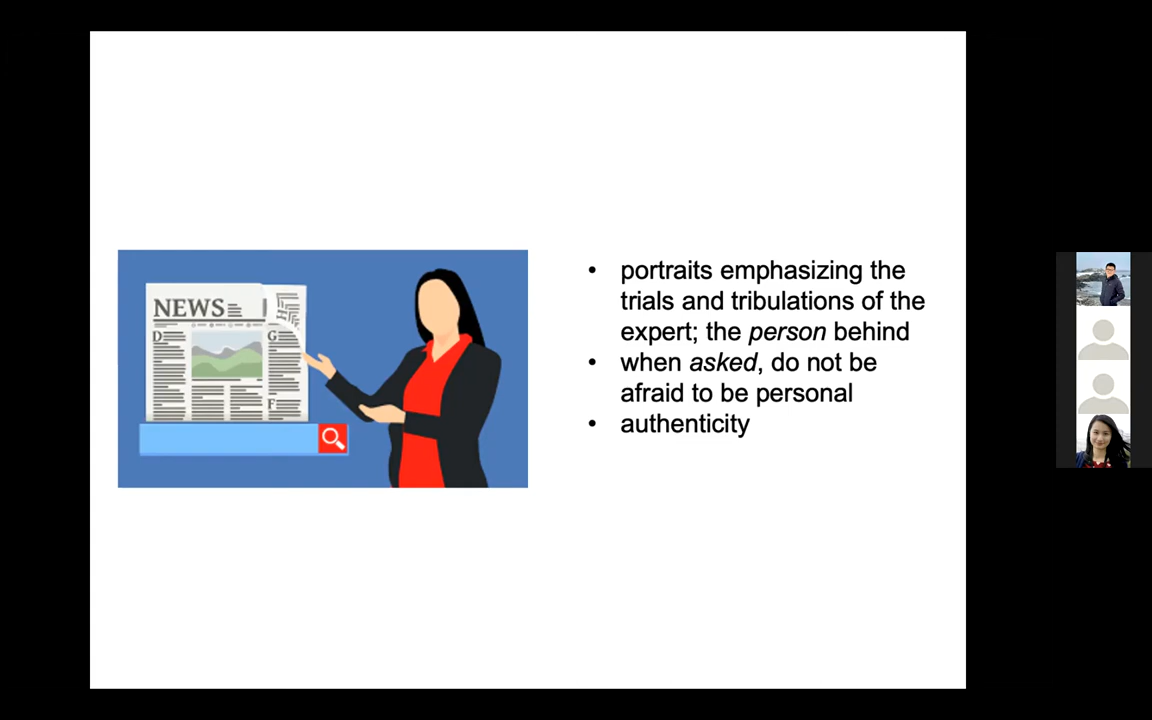 NEWS
D
G
F
• portraits emphasizing the
trials and tribulations of the
expert; the person behind
• when asked, do not be
afraid to be personal
• authenticity